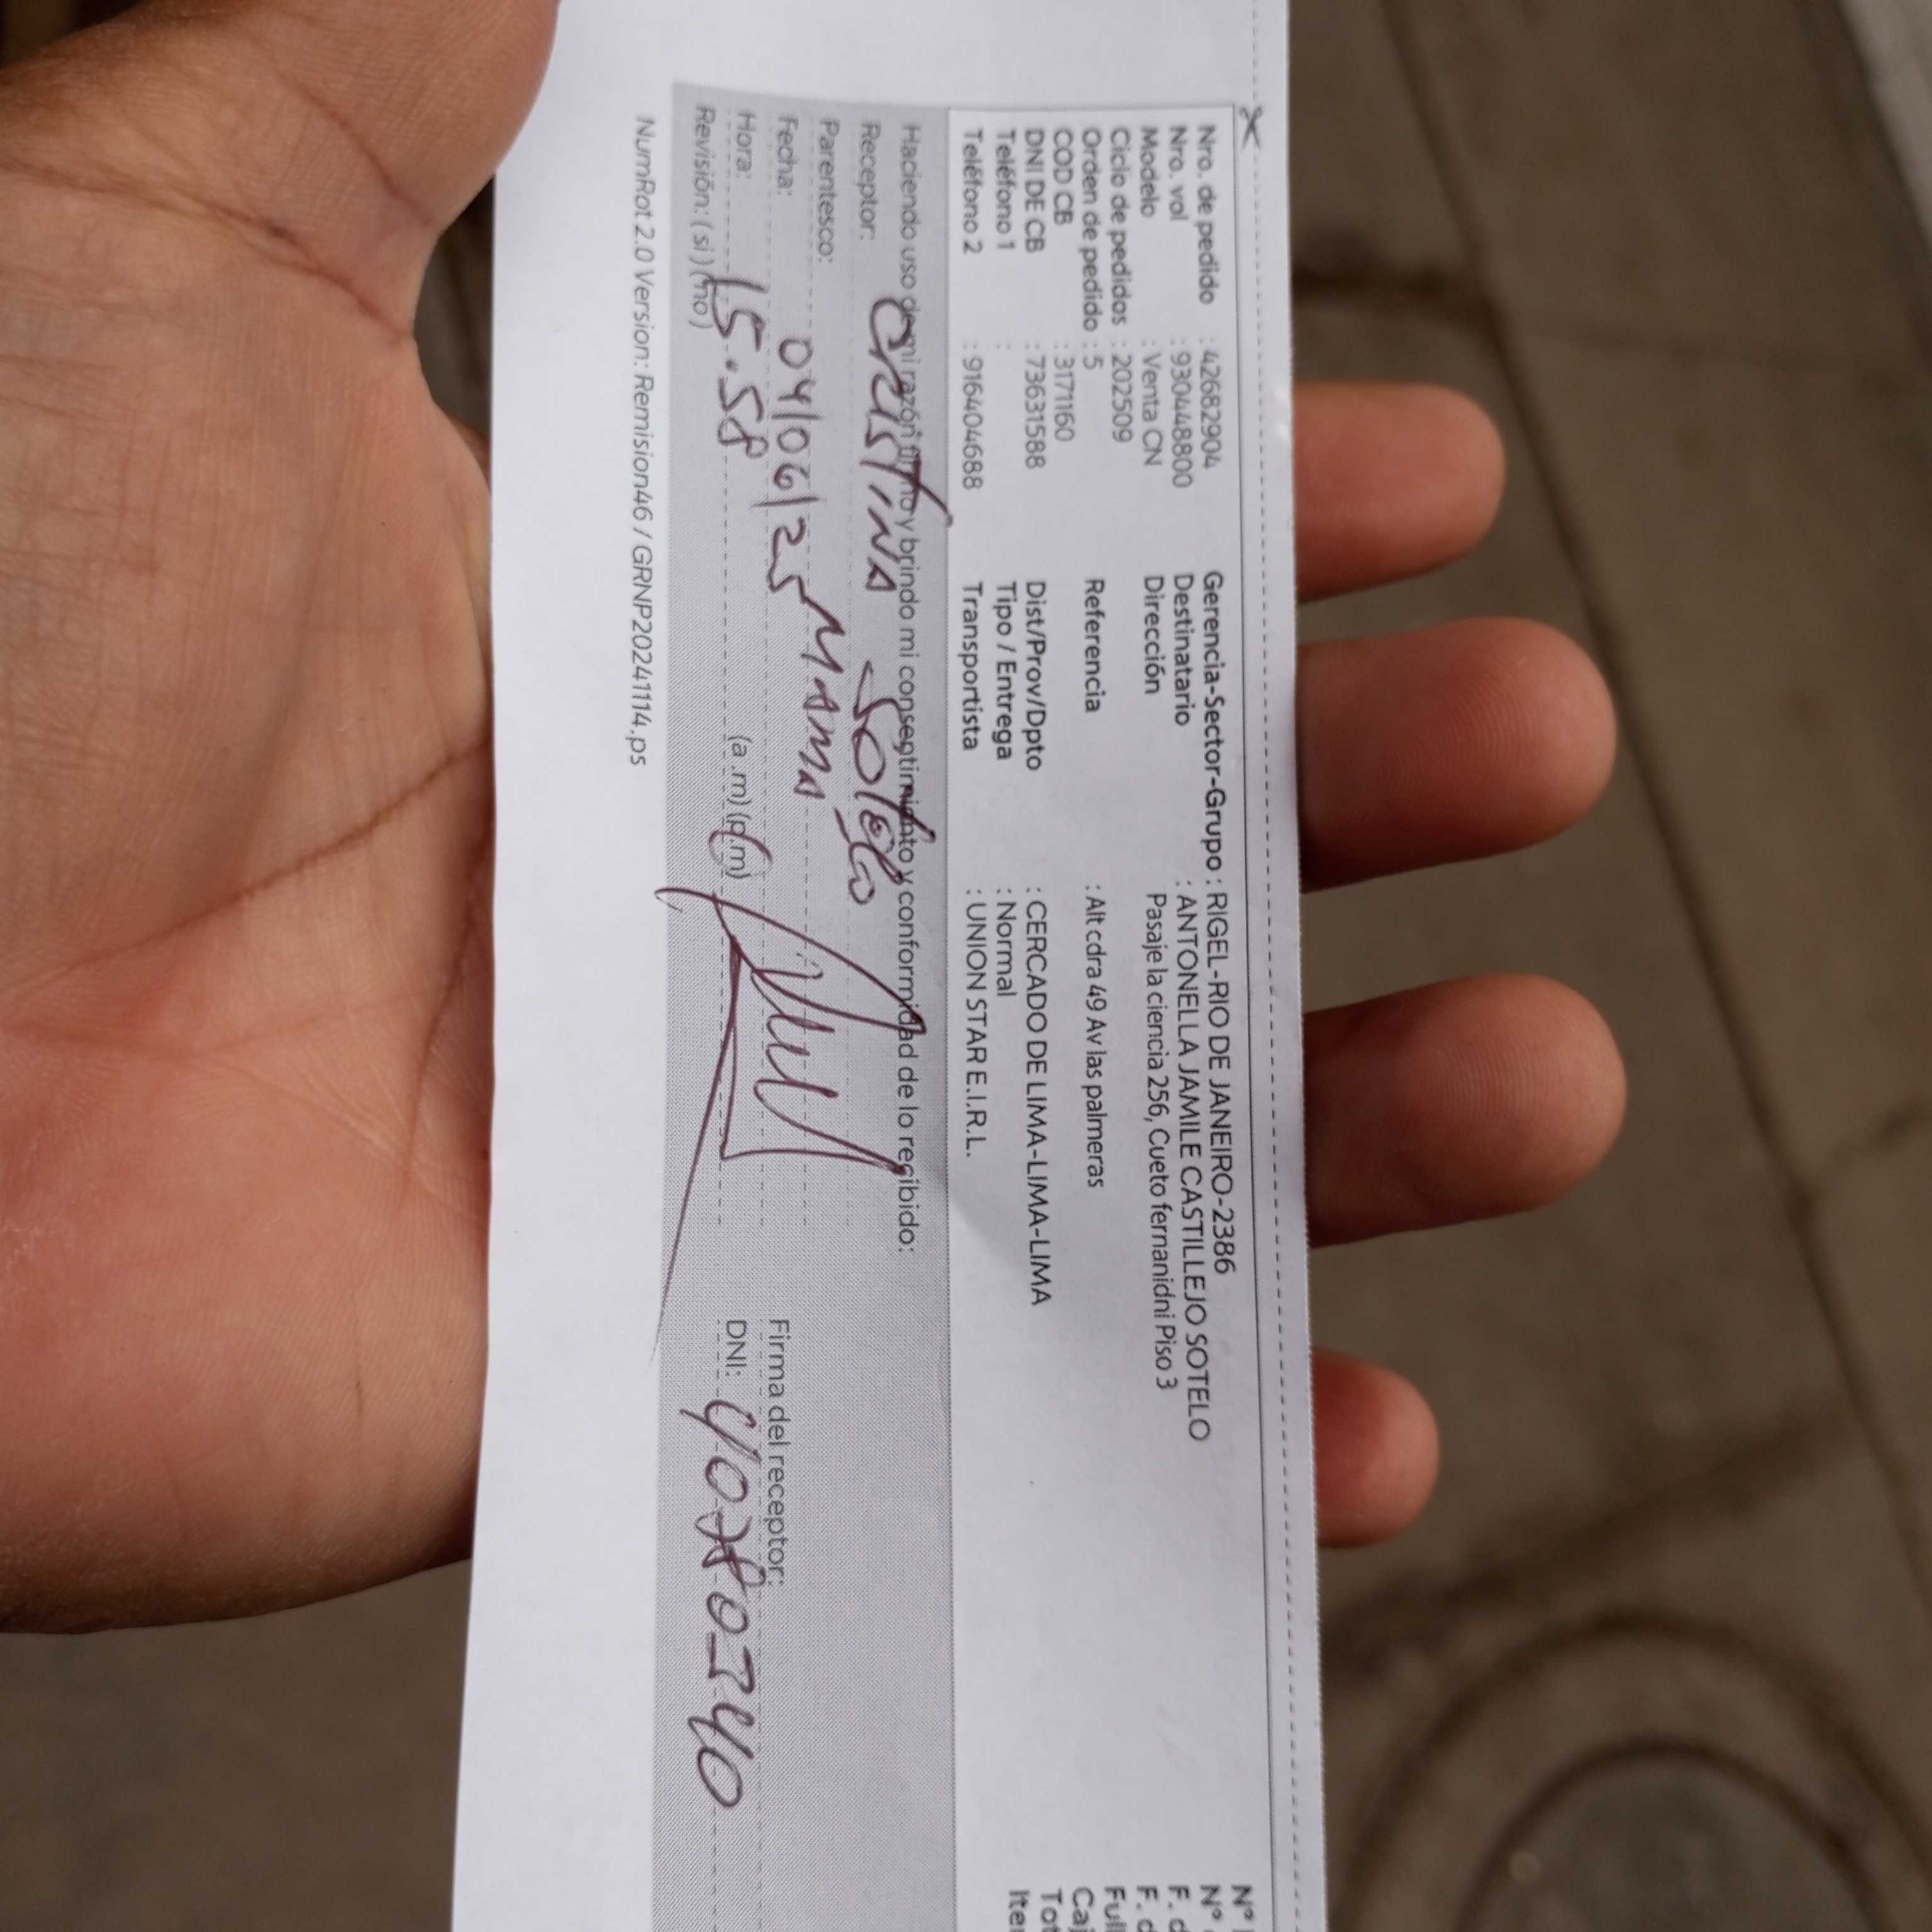 Nro. de pedido : 42682904 Gerencia-Sector-Grupo : RIGEL-RIO DE JANEIRO-2386
Nro. vol : 930448800 Destinatario : ANTONELLA JAMILE CASTILLEJO SOTELO
Modelo : Venta CN Dirección Pasaje la ciencia 256, Cueto fernanidni Piso 3
Ciclo de pedidos : 202509
Orden de pedido : 5 Referencia : Alt cdra 49 Av las palmeras
COD CB : 3171160
DNI DE CB : 73631588 Dist/Prov/Dpto : CERCADO DE LIMA-LIMA-LIMA
Teléfono 1 : Tipo / Entrega : Normal
Teléfono 2 : 916404688 Transportista : UNION STAR E.I.R.L.
Haciendo uso de mi razón firmo y brindo mi consentimiento y conformidad de lo recibido:
Receptor: CRISTINA SOTELO
Parentesco: MAMA
Fecha: 04/06/25 Firma del receptor:
Hora: 15.58 (a.m) (p.m) DNI:
Revisión: ( si ) ( no )
NumRot 2.0 Version: Remision46 / GRNP20241114.ps